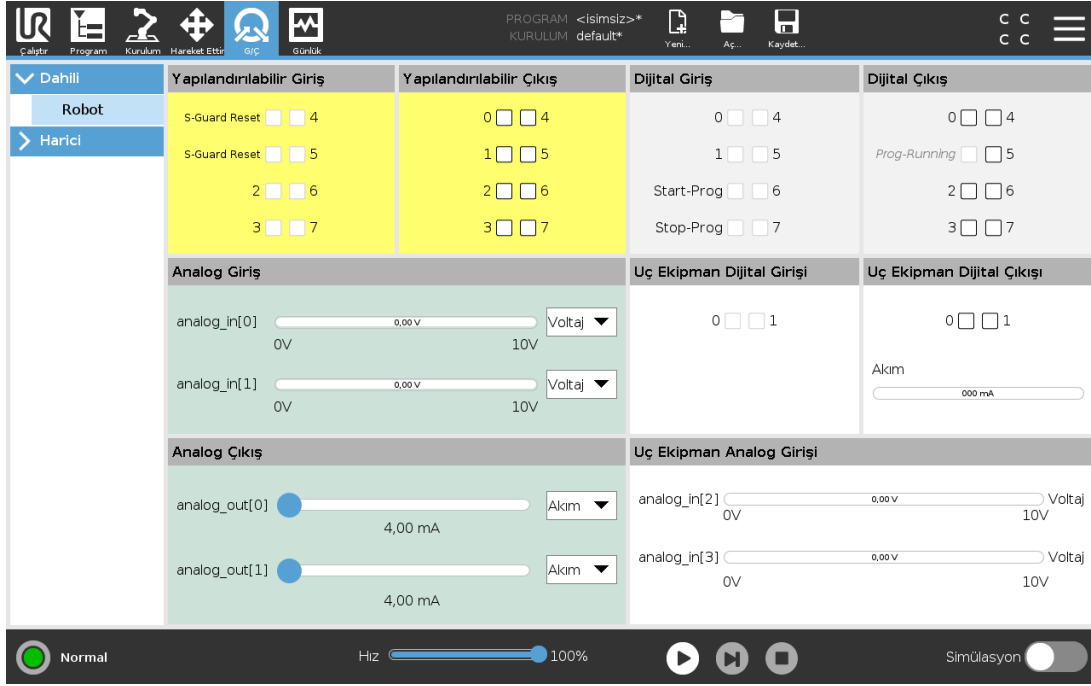 UR
PROGRAM <isimsiz>*
KURULUM default*
C C
C C
Çalıştır Program Kurulum Hareket Ettir G/Ç Günlük Yeni... Aç... Kaydet...
Dahili
Robot
Harici
Yapılandırılabilir Giriş
S-Guard Reset 4
S-Guard Reset 5
2 6
3 7
Yapılandırılabilir Çıkış
0 4
1 5
2 6
3 7
Dijital Giriş
0 4
1 5
Start-Prog 6
Stop-Prog 7
Dijital Çıkış
0 4
Prog-Running 5
2 6
3 7
Analog Giriş
analog_in[0] 0,00 V Voltaj
0V 10V
analog_in[1] 0,00 V Voltaj
0V 10V
Uç Ekipman Dijital Girişi
0 1
Uç Ekipman Dijital Çıkışı
0 1
Akım
000 mA
Analog Çıkış
analog_out[0] Akım
4,00 mA
analog_out[1] Akım
4,00 mA
Uç Ekipman Analog Girişi
analog_in[2] 0,00 V Voltaj
0V 10V
analog_in[3] 0,00 V Voltaj
0V 10V
Normal Hız 100% Simülasyon